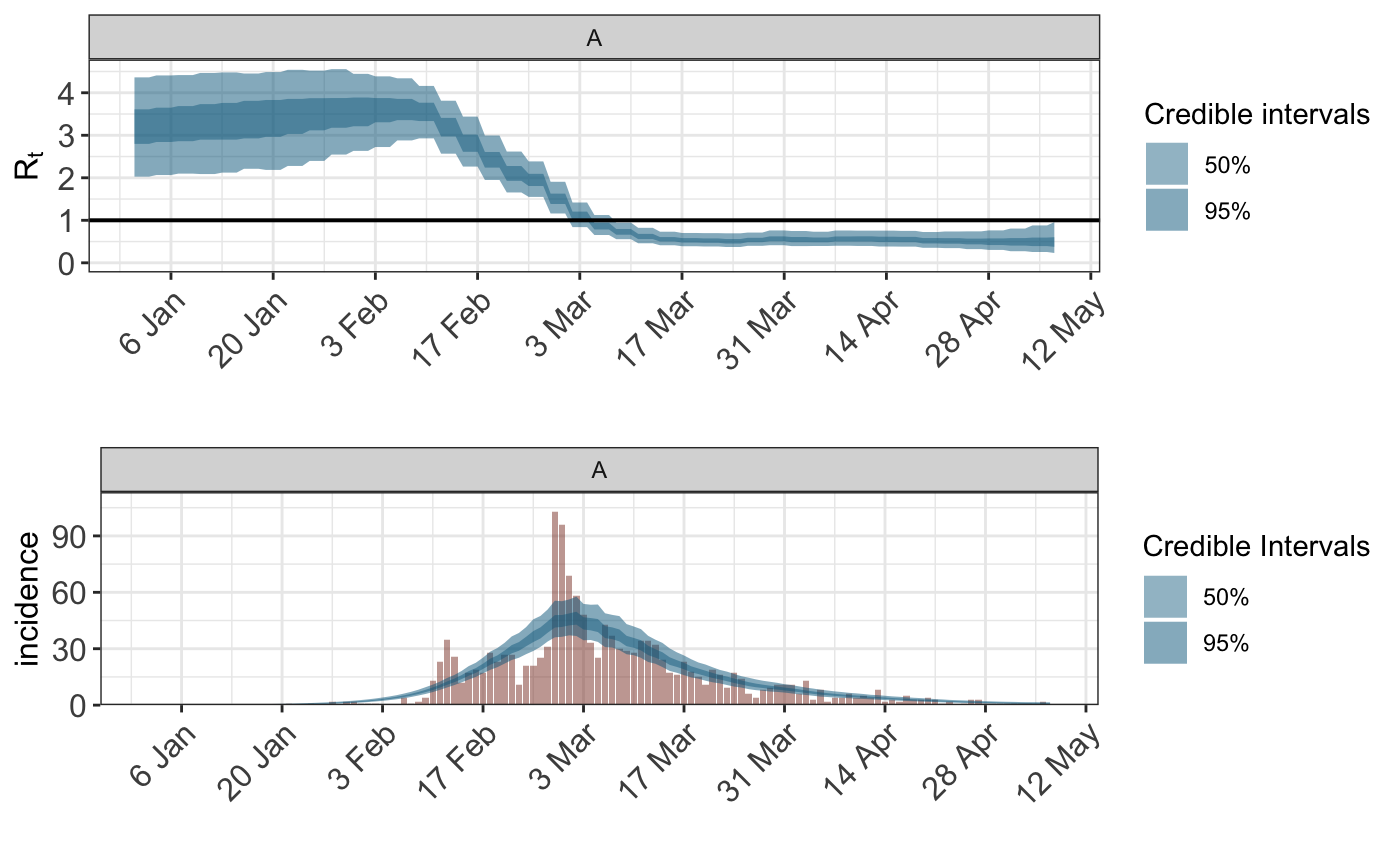 A
4
3
2
1
0
Rt
6 Jan
20 Jan
3 Feb
17 Feb
3 Mar
17 Mar
31 Mar
14 Apr
28 Apr
12 May
Credible intervals
50%
95%
A
90
60
30
0
incidence
6 Jan
20 Jan
3 Feb
17 Feb
3 Mar
17 Mar
31 Mar
14 Apr
28 Apr
12 May
Credible Intervals
50%
95%